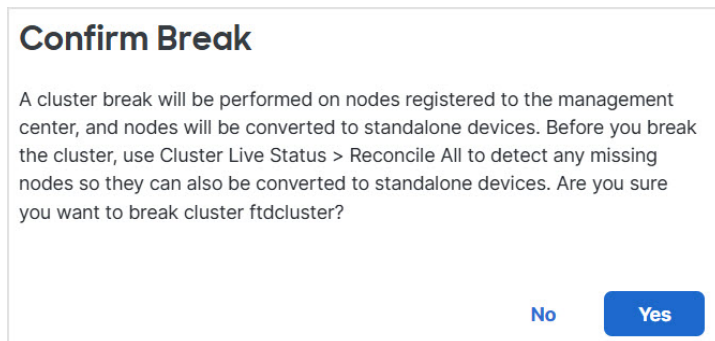 Confirm Break
A cluster break will be performed on nodes registered to the management
center, and nodes will be converted to standalone devices. Before you break
the cluster, use Cluster Live Status > Reconcile All to detect any missing
nodes so they can also be converted to standalone devices. Are you sure
you want to break cluster ftdcluster?
No Yes